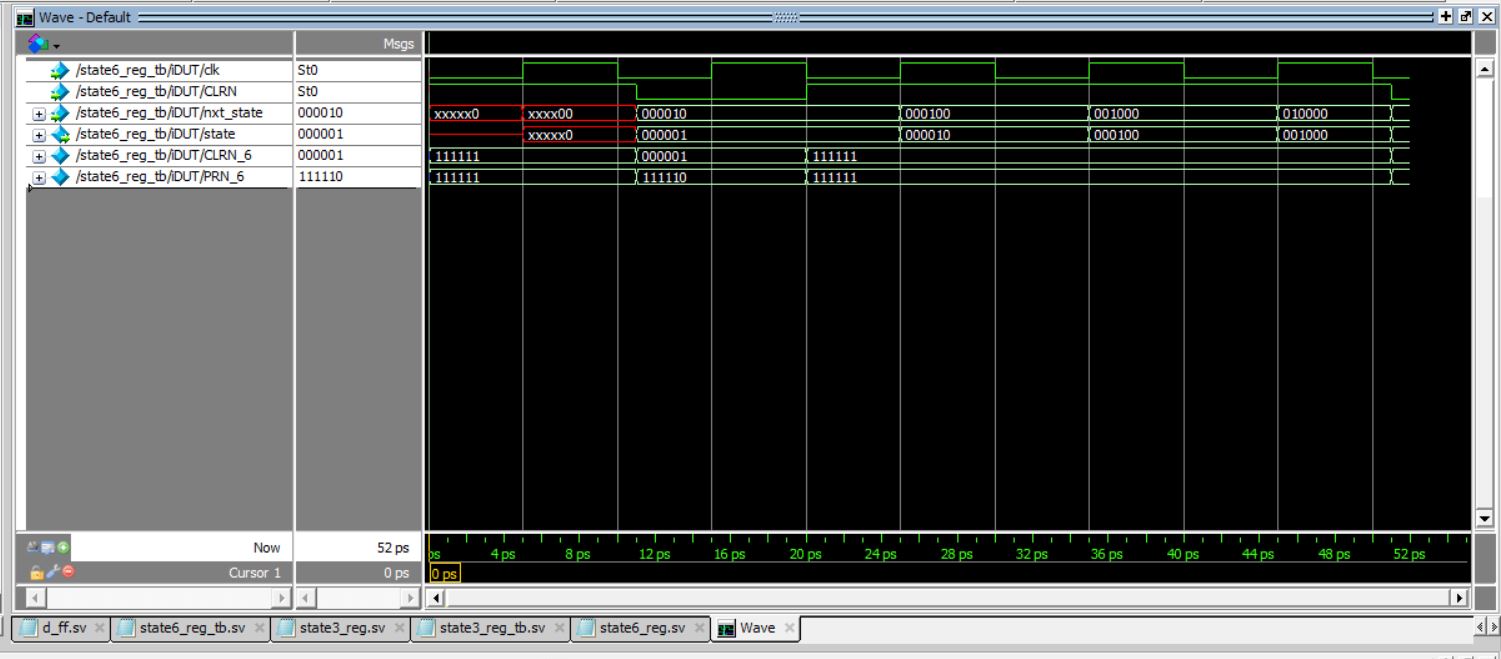 Wave - Default
Msgs
/state6_reg_tb/iDUT/clk St0
/state6_reg_tb/iDUT/CLRN St0
/state6_reg_tb/iDUT/nxt_state 000010 xxxxx0 xxxx00 000010 000100 001000 010000
/state6_reg_tb/iDUT/state 000001 xxxxx0 000001 000010 000100 001000
/state6_reg_tb/iDUT/CLRN_6 000001 111111 000001 111111
/state6_reg_tb/iDUT/PRN_6 111110 111111 111110 111111
Now 52 ps ps 4 ps 8 ps 12 ps 16 ps 20 ps 24 ps 28 ps 32 ps 36 ps 40 ps 44 ps 48 ps 52 ps
Cursor 1 0 ps 0 ps
d_ff.sv state6_reg_tb.sv state3_reg.sv state3_reg_tb.sv state6_reg.sv Wave